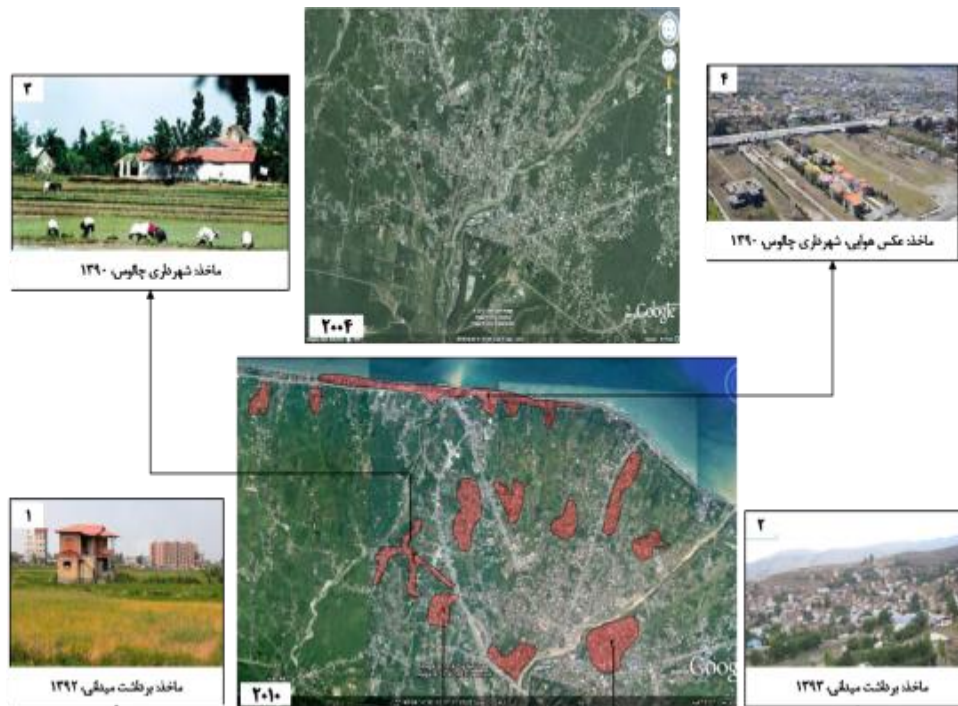 ۳
ماخذ: شهرداری چالوس، ۱۳۹۰
۲۰۰۴
Google
۴
ماخذ: عکس هوایی، شهرداری چالوس، ۱۳۹۰
۱
ماخذ: برداشت میدانی، ۱۳۹۲
۲۰۱۰
Goog
۲
ماخذ: برداشت میدانی، ۱۳۹۳